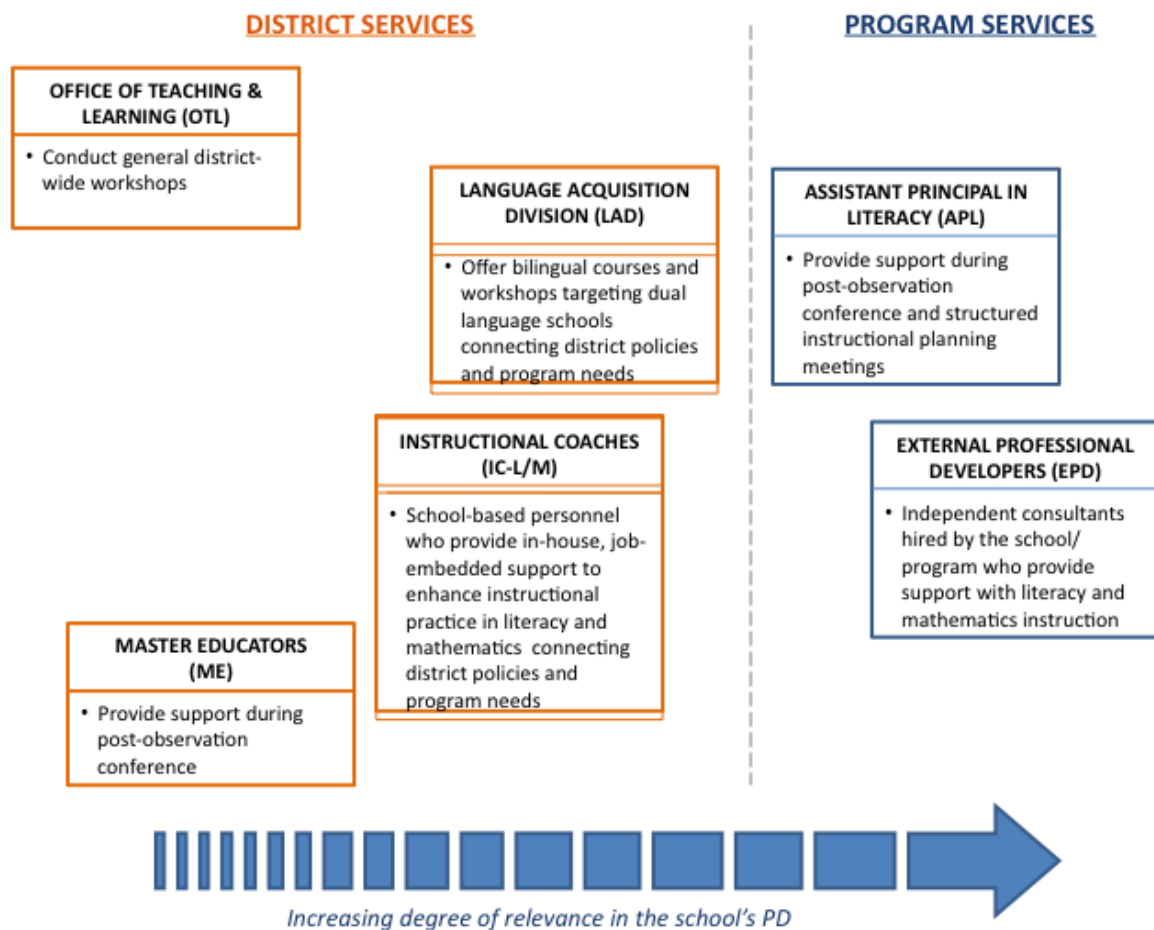 DISTRICT SERVICES
PROGRAM SERVICES
OFFICE OF TEACHING &
LEARNING (OTL)
• Conduct general district-
wide workshops
LANGUAGE ACQUISITION
DIVISION (LAD)
• Offer bilingual courses and
workshops targeting dual
language schools
connecting district policies
and program needs
ASSISTANT PRINCIPAL IN
LITERACY (APL)
• Provide support during
post-observation
conference and structured
instructional planning
meetings
INSTRUCTIONAL COACHES
(IC-L/M)
• School-based personnel
who provide in-house, job-
embedded support to
enhance instructional
practice in literacy and
mathematics connecting
district policies and
program needs
EXTERNAL PROFESSIONAL
DEVELOPERS (EPD)
• Independent consultants
hired by the school/
program who provide
support with literacy and
mathematics instruction
MASTER EDUCATORS
(ME)
• Provide support during
post-observation
conference
Increasing degree of relevance in the school's PD